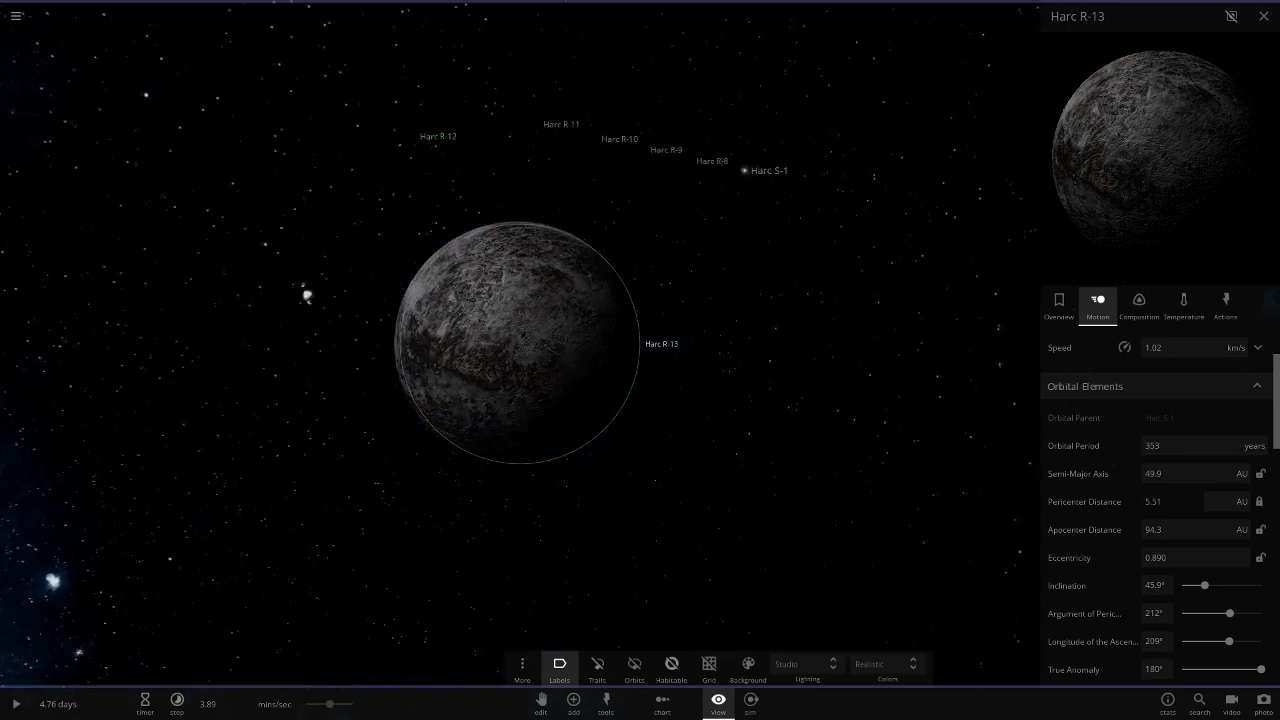 Harc R-13
Harc R-11
Harc R-12
Harc R-10
Harc R-9
Harc R-8
Harc S-1
Harc R-13
Overview
Motion
Composition
Temperature
Actions
Speed 1.02 km/s
Orbital Elements
Orbital Parent Harc S-1
Orbital Period 353 years
Semi-Major Axis 49.9 AU
Pericenter Distance 5.51 AU
Apocenter Distance 94.3 AU
Eccentricity 0.890
Inclination 45.9°
Argument of Peric... 212°
Longitude of the Ascen... 209°
True Anomaly 180°
More
Labels
Trails
Orbits
Habitable
Grid
Background
Studio
Lighting
Realistic
Colors
4.76 days
timer
step
3.89 mins/sec
edit
add
tools
chart
view
sim
stats
search
video
photo